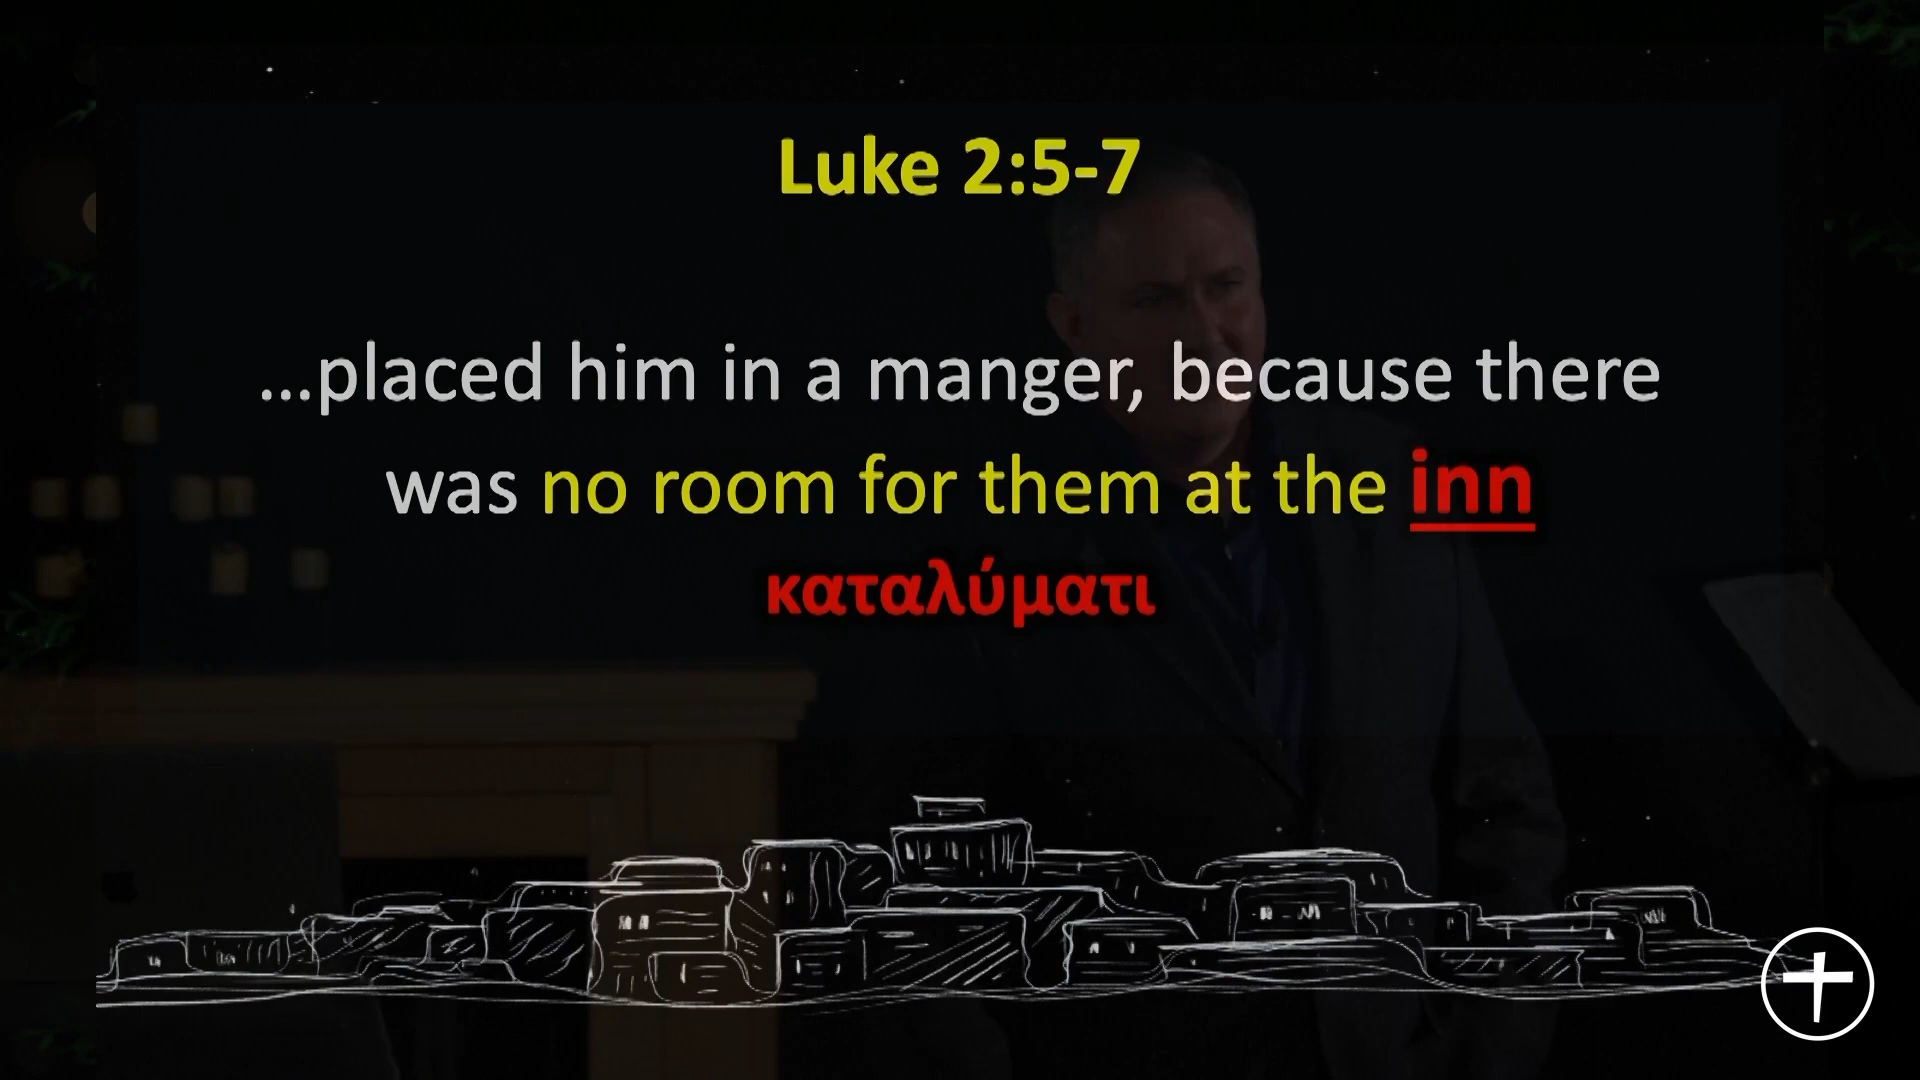 Luke 2:5-7
...placed him in a manger, because there
was no room for them at the inn
καταλύματι